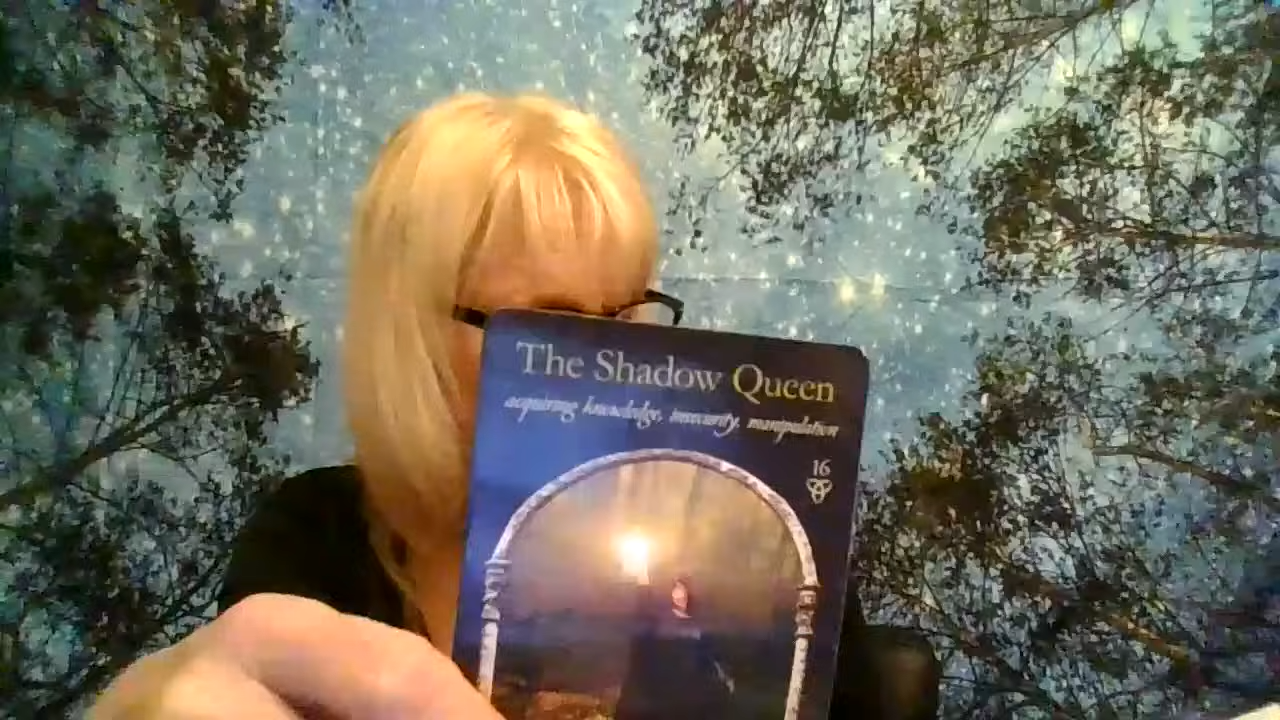 The Shadow Queen
acquiring knowledge, insecurity, manipulation
16